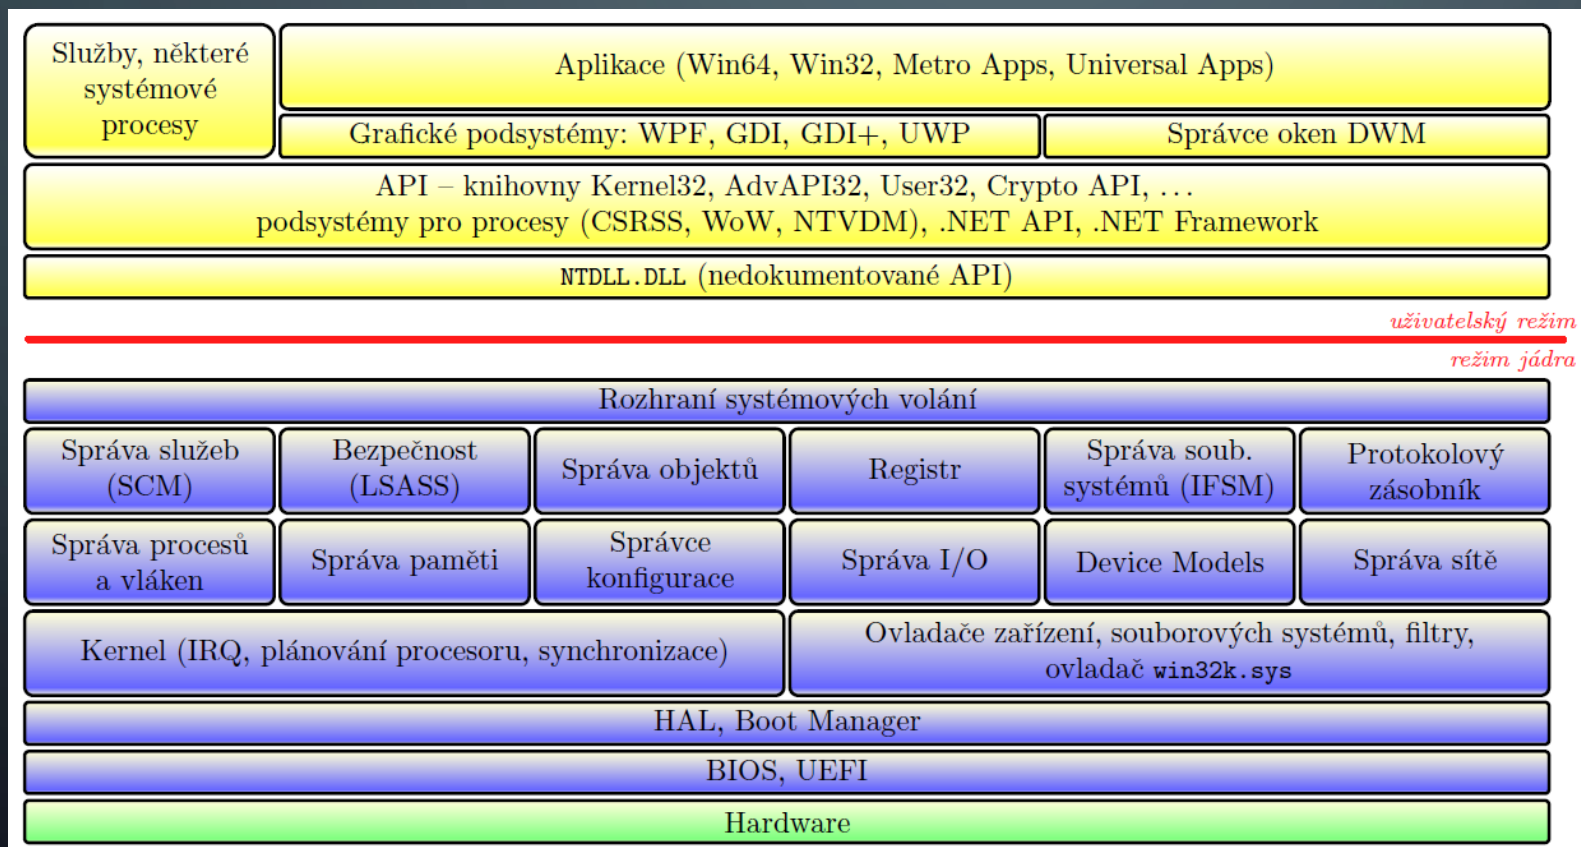 Služby, některé
systémové
procesy
Aplikace (Win64, Win32, Metro Apps, Universal Apps)
Grafické podsystémy: WPF, GDI, GDI+, UWP
Správce oken DWM
API – knihovny Kernel32, AdvAPI32, User32, Crypto API, ...
podsystémy pro procesy (CSRSS, WoW, NTVDM), .NET API, .NET Framework
NTDLL.DLL (nedokumentované API)
uživatelský režim
režim jádra
Rozhraní systémových volání
Správa služeb
(SCM)
Bezpečnost
(LSASS)
Správa objektů
Registr
Správa soub.
systémů (IFSM)
Protokolový
zásobník
Správa procesů
a vláken
Správa paměti
Správce
konfigurace
Správa I/O
Device Models
Správa sítě
Kernel (IRQ, plánování procesoru, synchronizace)
Ovladače zařízení, souborových systémů, filtry,
ovladač win32k.sys
HAL, Boot Manager
BIOS, UEFI
Hardware